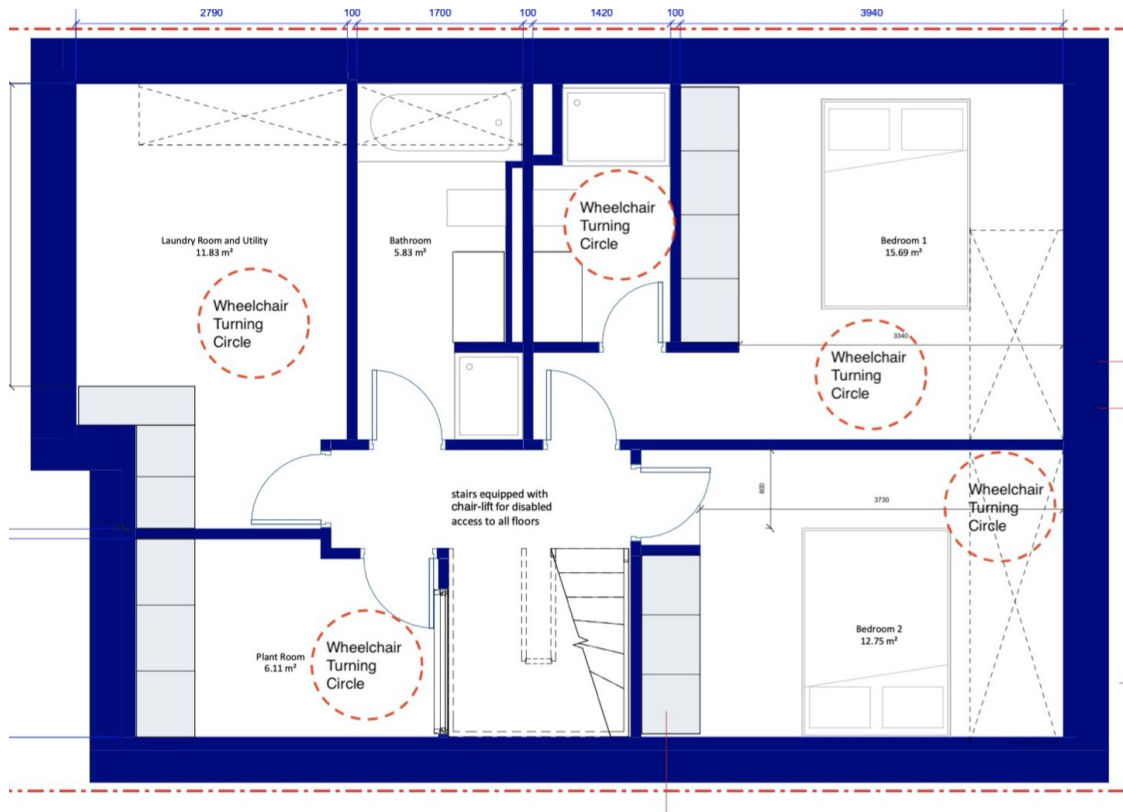 2790
100
1700
100
1420
100
3940
Wheelchair
Turning
Circle
Laundry Room and Utility
11.83 m²
Bathroom
5.83 m²
Bedroom 1
15.69 m²
Wheelchair
Turning
Circle
3340
Wheelchair
Turning
Circle
stairs equipped with
chair-lift for disabled
access to all floors
800
3730
Wheelchair
Turning
Circle
Plant Room
6.11 m²
Wheelchair
Turning
Circle
Bedroom 2
12.75 m²